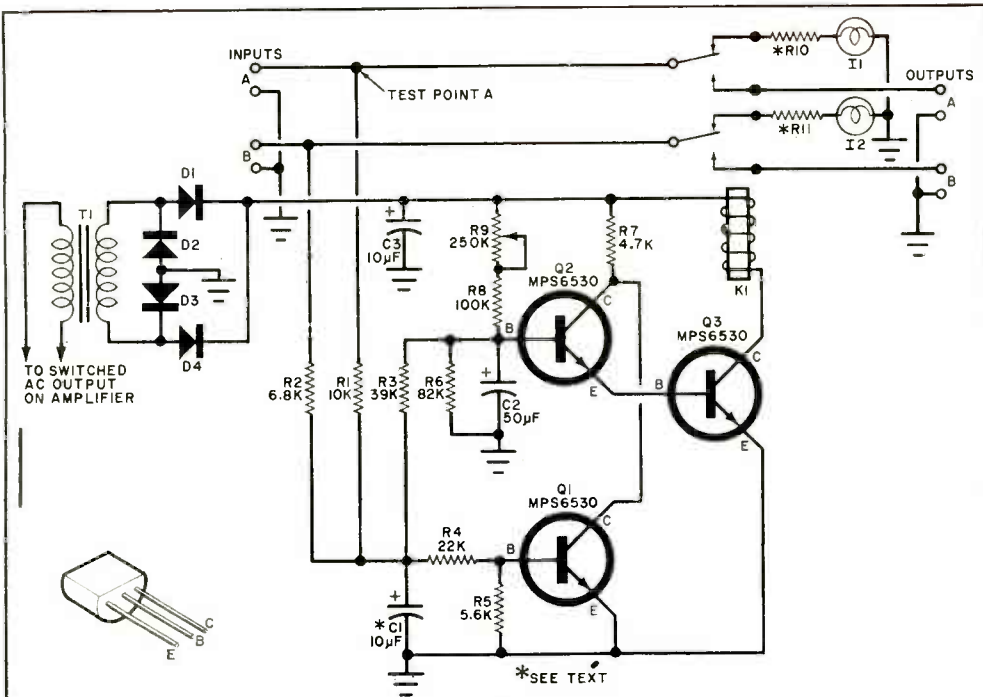 INPUTS
A
B
TEST POINT A
*R10
I1
OUTPUTS
A
*R11
I2
B
T1
D1
D2
D3
D4
TO SWITCHED
AC OUTPUT
ON AMPLIFIER
+
C3
10µF
R9
250K
R8
100K
R7
4.7K
Q2
MPS6530
C
B
E
K1
Q3
MPS6530
C
B
E
R2
6.8K
R1
10K
R3
39K
R6
82K
+
C2
50µF
Q1
MPS6530
C
B
E
R4
22K
R5
5.6K
+
*C1
10µF
*SEE TEXT
C
B
E